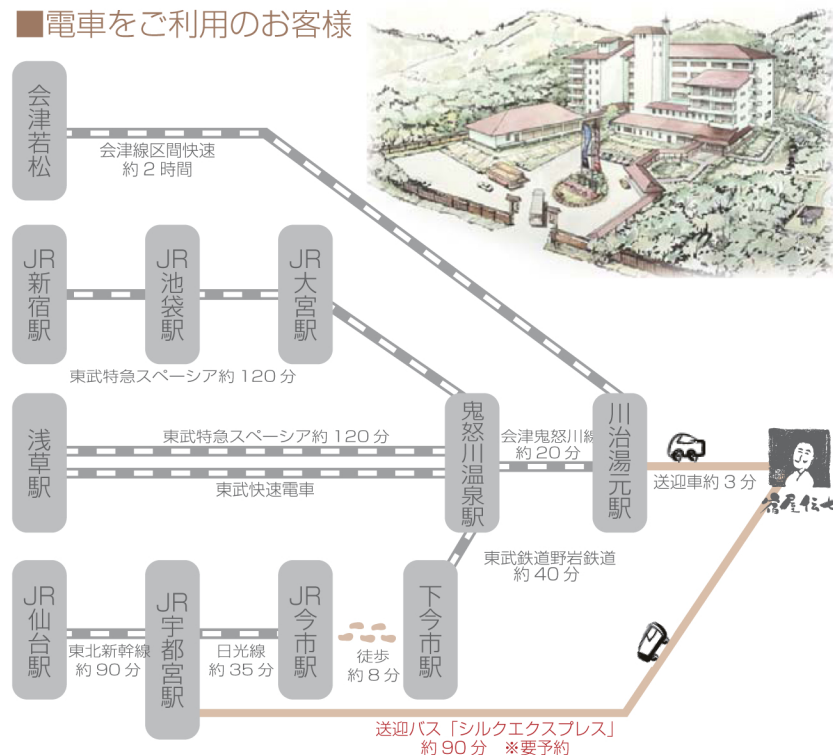 ■電車をご利用のお客様
会津若松
会津線区間快速
約2時間
JR新宿駅
JR池袋駅
JR大宮駅
東武特急スペーシア約120分
浅草駅
東武特急スペーシア約120分
東武快速電車
鬼怒川温泉駅
会津鬼怒川線
約20分
川治湯元駅
送迎車約3分
宿屋伝七
東武鉄道野岩鉄道
約40分
JR仙台駅
東北新幹線
約90分
JR宇都宮駅
日光線
約35分
JR今市駅
徒歩
約8分
下今市駅
送迎バス「シルクエクスプレス」
約90分 ※要予約